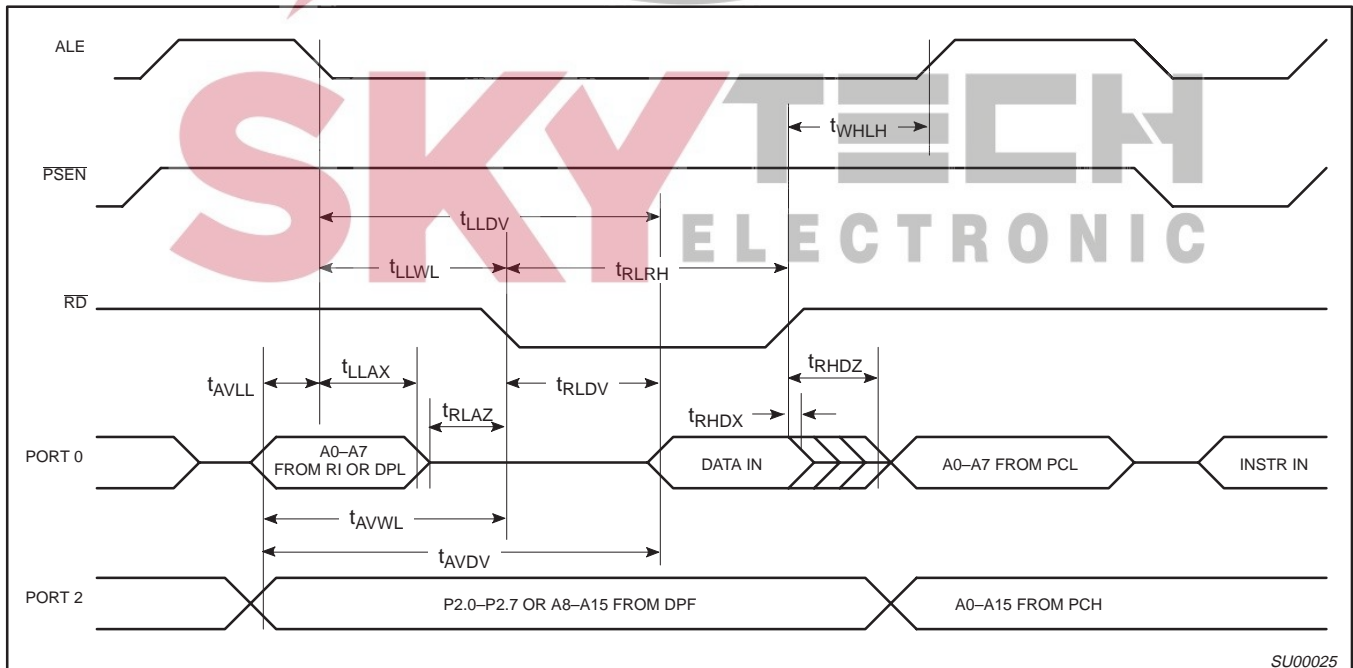 ALE
tWHLH
PSEN
tLLDV
tLLWL
tRLRH
RD
tAVLL
tLLAX
tRLAZ
tRLDV
tRHDZ
tRHDX
PORT 0
A0–A7
FROM RI OR DPL
DATA IN
A0–A7 FROM PCL
INSTR IN
tAVWL
tAVDV
PORT 2
P2.0–P2.7 OR A8–A15 FROM DPF
A0–A15 FROM PCH
SU00025
SKYTECH
ELECTRONIC